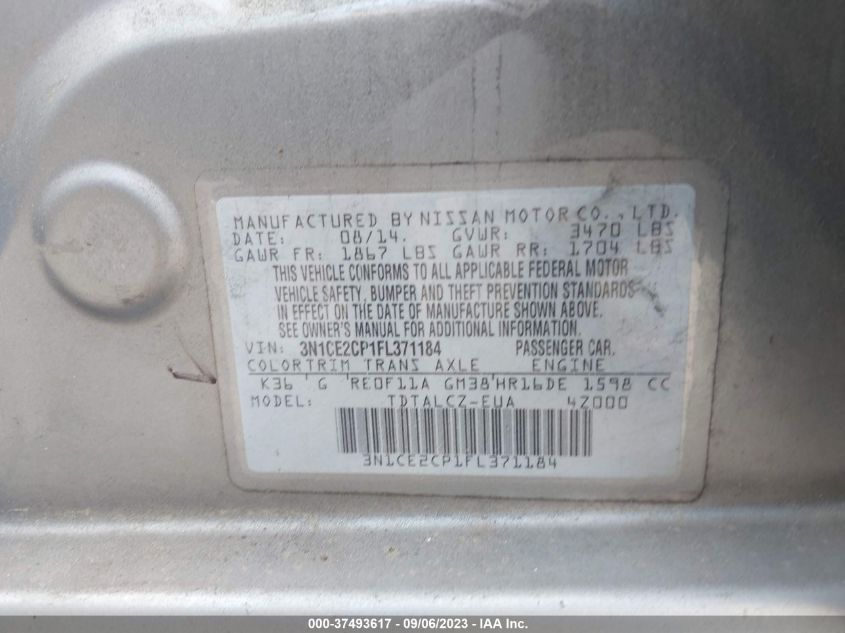 MANUFACTURED BY NISSAN MOTOR CO., LTD.
DATE: 08/14. GVWR: 3470 LBS
GAWR FR: 1867 LBS GAWR RR: 1704 LBS
THIS VEHICLE CONFORMS TO ALL APPLICABLE FEDERAL MOTOR
VEHICLE SAFETY, BUMPER AND THEFT PREVENTION STANDARDS
IN EFFECT ON THE DATE OF MANUFACTURE SHOWN ABOVE.
SEE OWNER'S MANUAL FOR ADDITIONAL INFORMATION.
VIN: 3N1CE2CP1FL371184 PASSENGER CAR.
COLORTRIM TRANS AXLE ENGINE
K36 G RE0F11A GM38 HR16DE 1598 CC
MODEL: TDTALCZ-EUA 4Z000
3N1CE2CP1FL371184
000-37493617 - 09/06/2023 - IAA Inc.